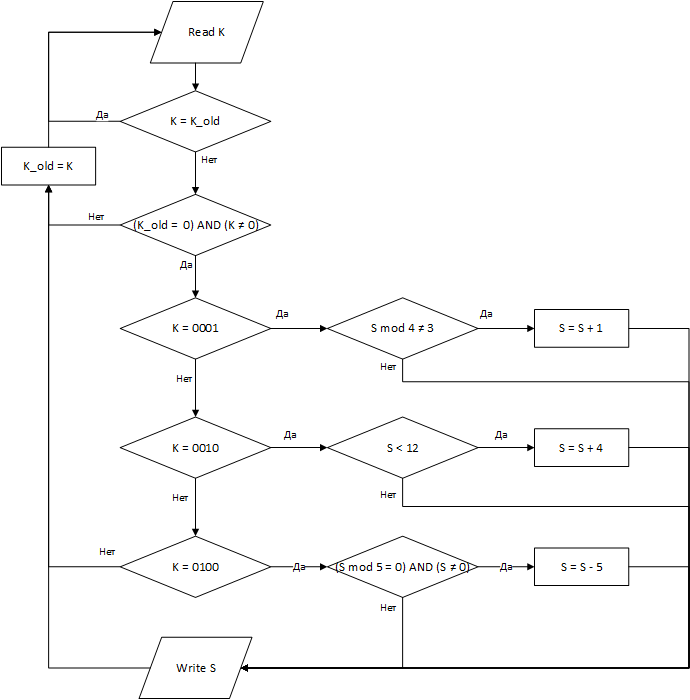 Read K
Да
K = K_old
Нет
K_old = K
Нет
(K_old = 0) AND (K ≠ 0)
Да
K = 0001
Да
S mod 4 ≠ 3
Да
S = S + 1
Нет
Нет
K = 0010
Да
S < 12
Да
S = S + 4
Нет
Нет
Нет
K = 0100
Да
(S mod 5 = 0) AND (S ≠ 0)
Да
S = S - 5
Нет
Write S